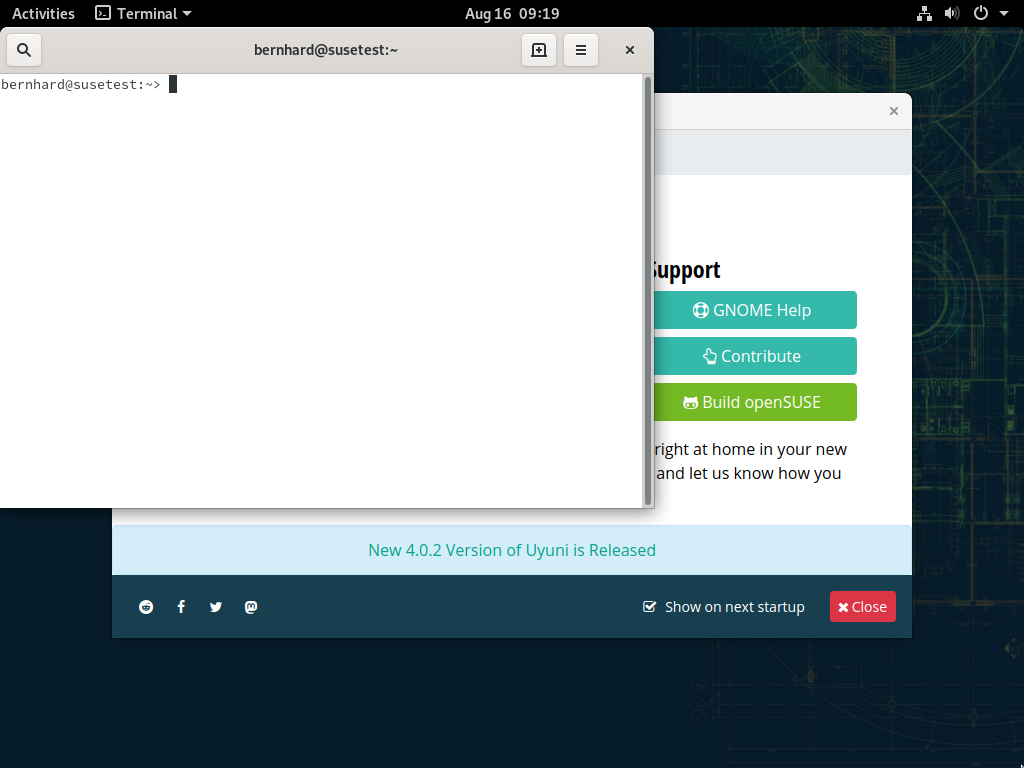 Activities Terminal Aug 16 09:19
bernhard@susetest:~
bernhard@susetest:~>
Support
GNOME Help
Contribute
Build openSUSE
right at home in your new
and let us know how you
New 4.0.2 Version of Uyuni is Released
Show on next startup Close